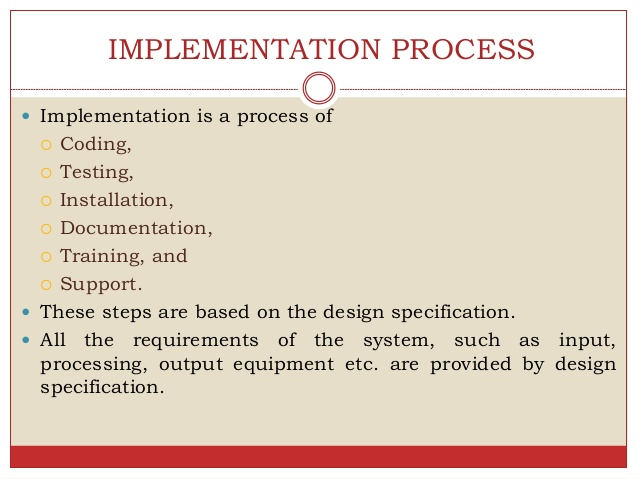 IMPLEMENTATION PROCESS
Implementation is a process of
Coding,
Testing,
Installation,
Documentation,
Training, and
Support.
These steps are based on the design specification.
All the requirements of the system, such as input,
processing, output equipment etc. are provided by design
specification.